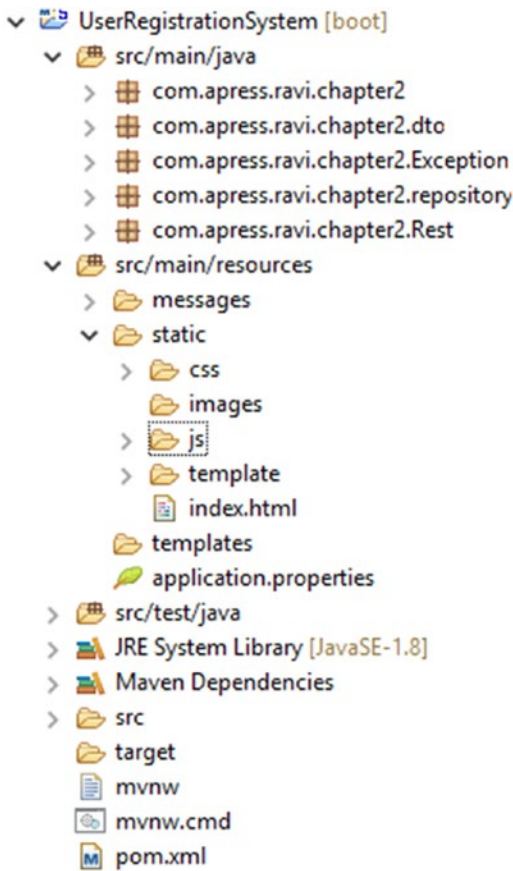 UserRegistrationSystem [boot]
src/main/java
com.apress.ravi.chapter2
com.apress.ravi.chapter2.dto
com.apress.ravi.chapter2.Exception
com.apress.ravi.chapter2.repository
com.apress.ravi.chapter2.Rest
src/main/resources
messages
static
css
images
js
template
index.html
templates
application.properties
src/test/java
JRE System Library [JavaSE-1.8]
Maven Dependencies
src
target
mvnw
mvnw.cmd
pom.xml